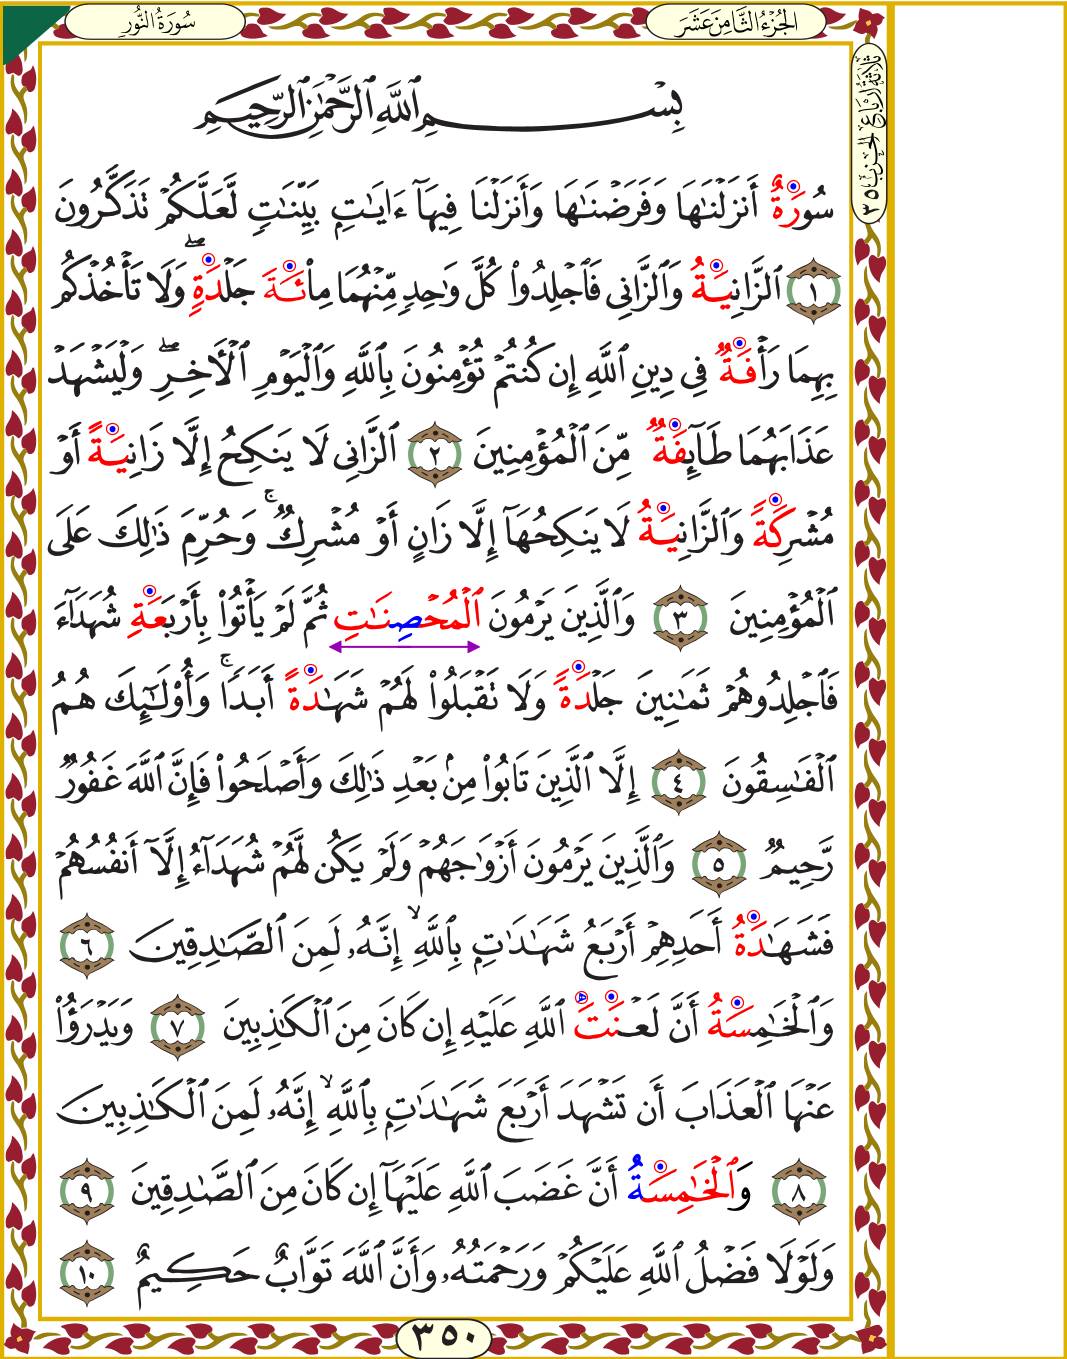 سُورَةُ النُّورِ
الجُزْءُ الثَّامِنَ عَشَرَ
ثلاثة أرباع الحزب ٣٥
بِسْمِ ٱللَّهِ ٱلرَّحْمَٰنِ ٱلرَّحِيمِ
سُورَةٌ أَنزَلْنَٰهَا وَفَرَضْنَٰهَا وَأَنزَلْنَا فِيهَآ ءَايَٰتٍۭ بَيِّنَٰتٍ لَّعَلَّكُمْ تَذَكَّرُونَ
١ ٱلزَّانِيَةُ وَٱلزَّانِى فَٱجْلِدُوا۟ كُلَّ وَٰحِدٍ مِّنْهُمَا مِا۟ئَةَ جَلْدَةٍ ۖ وَلَا تَأْخُذْكُم
بِهِمَا رَأْفَةٌ فِى دِينِ ٱللَّهِ إِن كُنتُمْ تُؤْمِنُونَ بِٱللَّهِ وَٱلْيَوْمِ ٱلْأَخِرِ ۖ وَلْيَشْهَدْ
عَذَابَهُمَا طَآئِفَةٌ مِّنَ ٱلْمُؤْمِنِينَ ٢ ٱلزَّانِى لَا يَنكِحُ إِلَّا زَانِيَةً أَوْ
مُشْرِكَةً وَٱلزَّانِيَةُ لَا يَنكِحُهَآ إِلَّا زَانٍ أَوْ مُشْرِكٌ ۚ وَحُرِّمَ ذَٰلِكَ عَلَى
ٱلْمُؤْمِنِينَ ٣ وَٱلَّذِينَ يَرْمُونَ ٱلْمُحْصَِنَٰتِ ثُمَّ لَمْ يَأْتُوا۟ بِأَرْبَعَةِ شُهَدَآءَ
فَٱجْلِدُوهُمْ ثَمَٰنِينَ جَلْدَةً وَلَا تَقْبَلُوا۟ لَهُمْ شَهَٰدَةً أَبَدًا ۚ وَأُو۟لَٰٓئِكَ هُمُ
ٱلْفَٰسِقُونَ ٤ إِلَّا ٱلَّذِينَ تَابُوا۟ مِنۢ بَعْدِ ذَٰلِكَ وَأَصْلَحُوا۟ فَإِنَّ ٱللَّهَ غَفُورٌ
رَّحِيمٌ ٥ وَٱلَّذِينَ يَرْمُونَ أَزْوَٰجَهُمْ وَلَمْ يَكُن لَّهُمْ شُهَدَآءُ إِلَّآ أَنفُسُهُمْ
فَشَهَٰدَةُ أَحَدِهِمْ أَرْبَعُ شَهَٰدَٰتٍۭ بِٱللَّهِ ۙ إِنَّهُۥ لَمِنَ ٱلصَّٰدِقِينَ ٦
وَٱلْخَٰمِسَةُ أَنَّ لَعْنَتَ ٱللَّهِ عَلَيْهِ إِن كَانَ مِنَ ٱلْكَٰذِبِينَ ٧ وَيَدْرَؤُا۟
عَنْهَا ٱلْعَذَابَ أَن تَشْهَدَ أَرْبَعَ شَهَٰدَٰتٍۭ بِٱللَّهِ ۙ إِنَّهُۥ لَمِنَ ٱلْكَٰذِبِينَ
٨ وَٱلْخَٰمِسَةُ أَنَّ غَضَبَ ٱللَّهِ عَلَيْهَآ إِن كَانَ مِنَ ٱلصَّٰدِقِينَ ٩
وَلَوْلَا فَضْلُ ٱللَّهِ عَلَيْكُمْ وَرَحْمَتُهُۥ وَأَنَّ ٱللَّهَ تَوَّابٌ حَكِيمٌ ١٠
٣٥٠